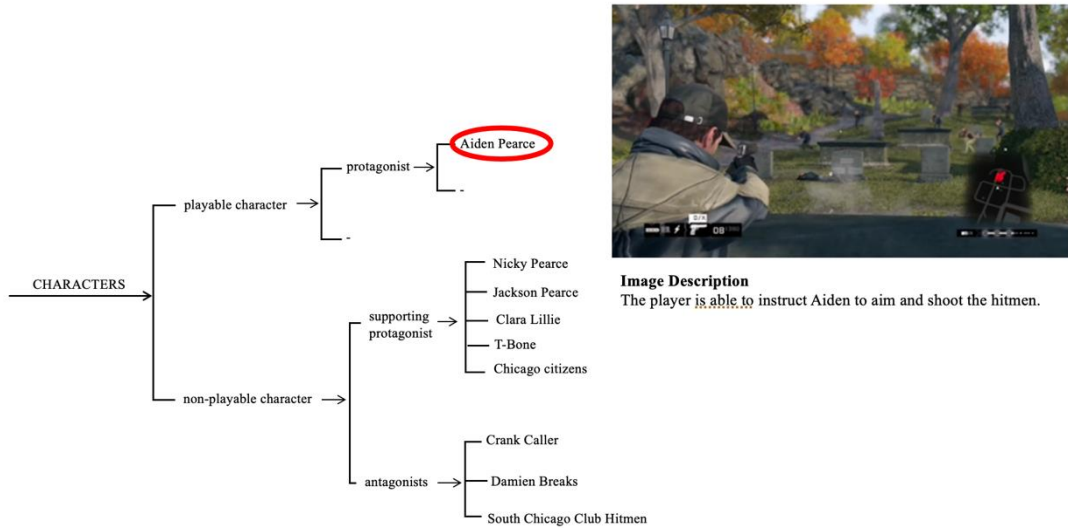 CHARACTERS
playable character
protagonist
Aiden Pearce
-
-
non-playable character
supporting
protagonist
Nicky Pearce
Jackson Pearce
Clara Lillie
T-Bone
Chicago citizens
antagonists
Crank Caller
Damien Breaks
South Chicago Club Hitmen
08
Image Description
The player is able to instruct Aiden to aim and shoot the hitmen.